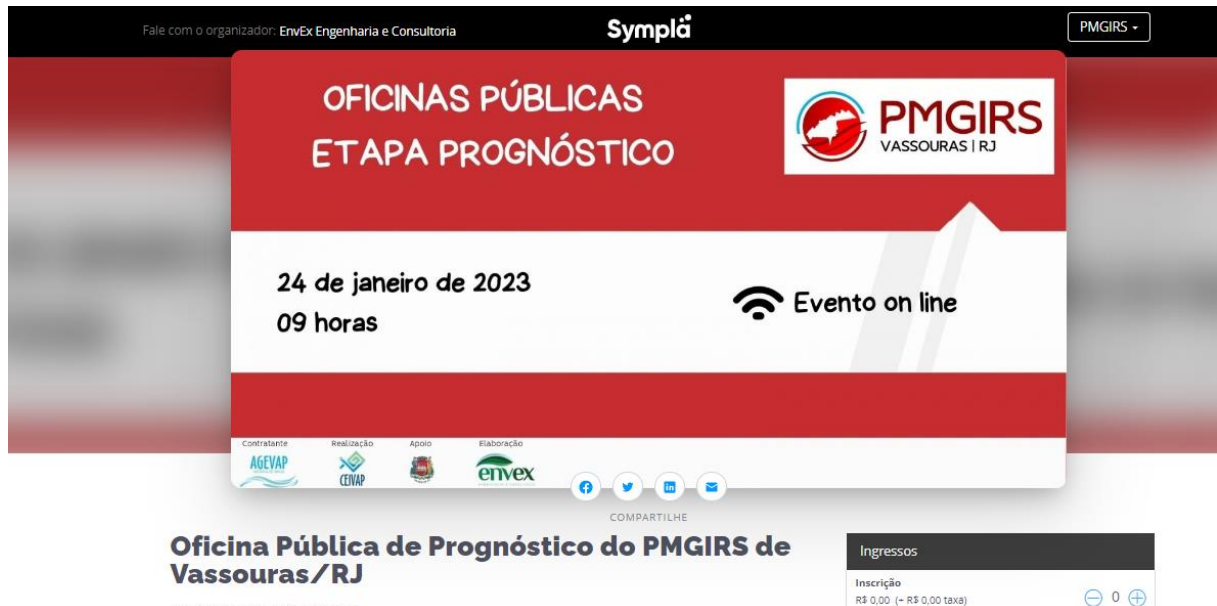 Fale com o organizador: EnvEx Engenharia e Consultoria
Sympla
PMGIRS
OFICINAS PÚBLICAS
ETAPA PROGNÓSTICO
PMGIRS
VASSOURAS | RJ
24 de janeiro de 2023
09 horas
Evento on line
Contratante
Realização
Apoio
Elaboração
AGEVAP
CEIVAP
envex
COMPARTILHE
Oficina Pública de Prognóstico do PMGIRS de
Vassouras/RJ
Ingressos
Inscrição
R$ 0,00 (+ R$ 0,00 taxa)
0